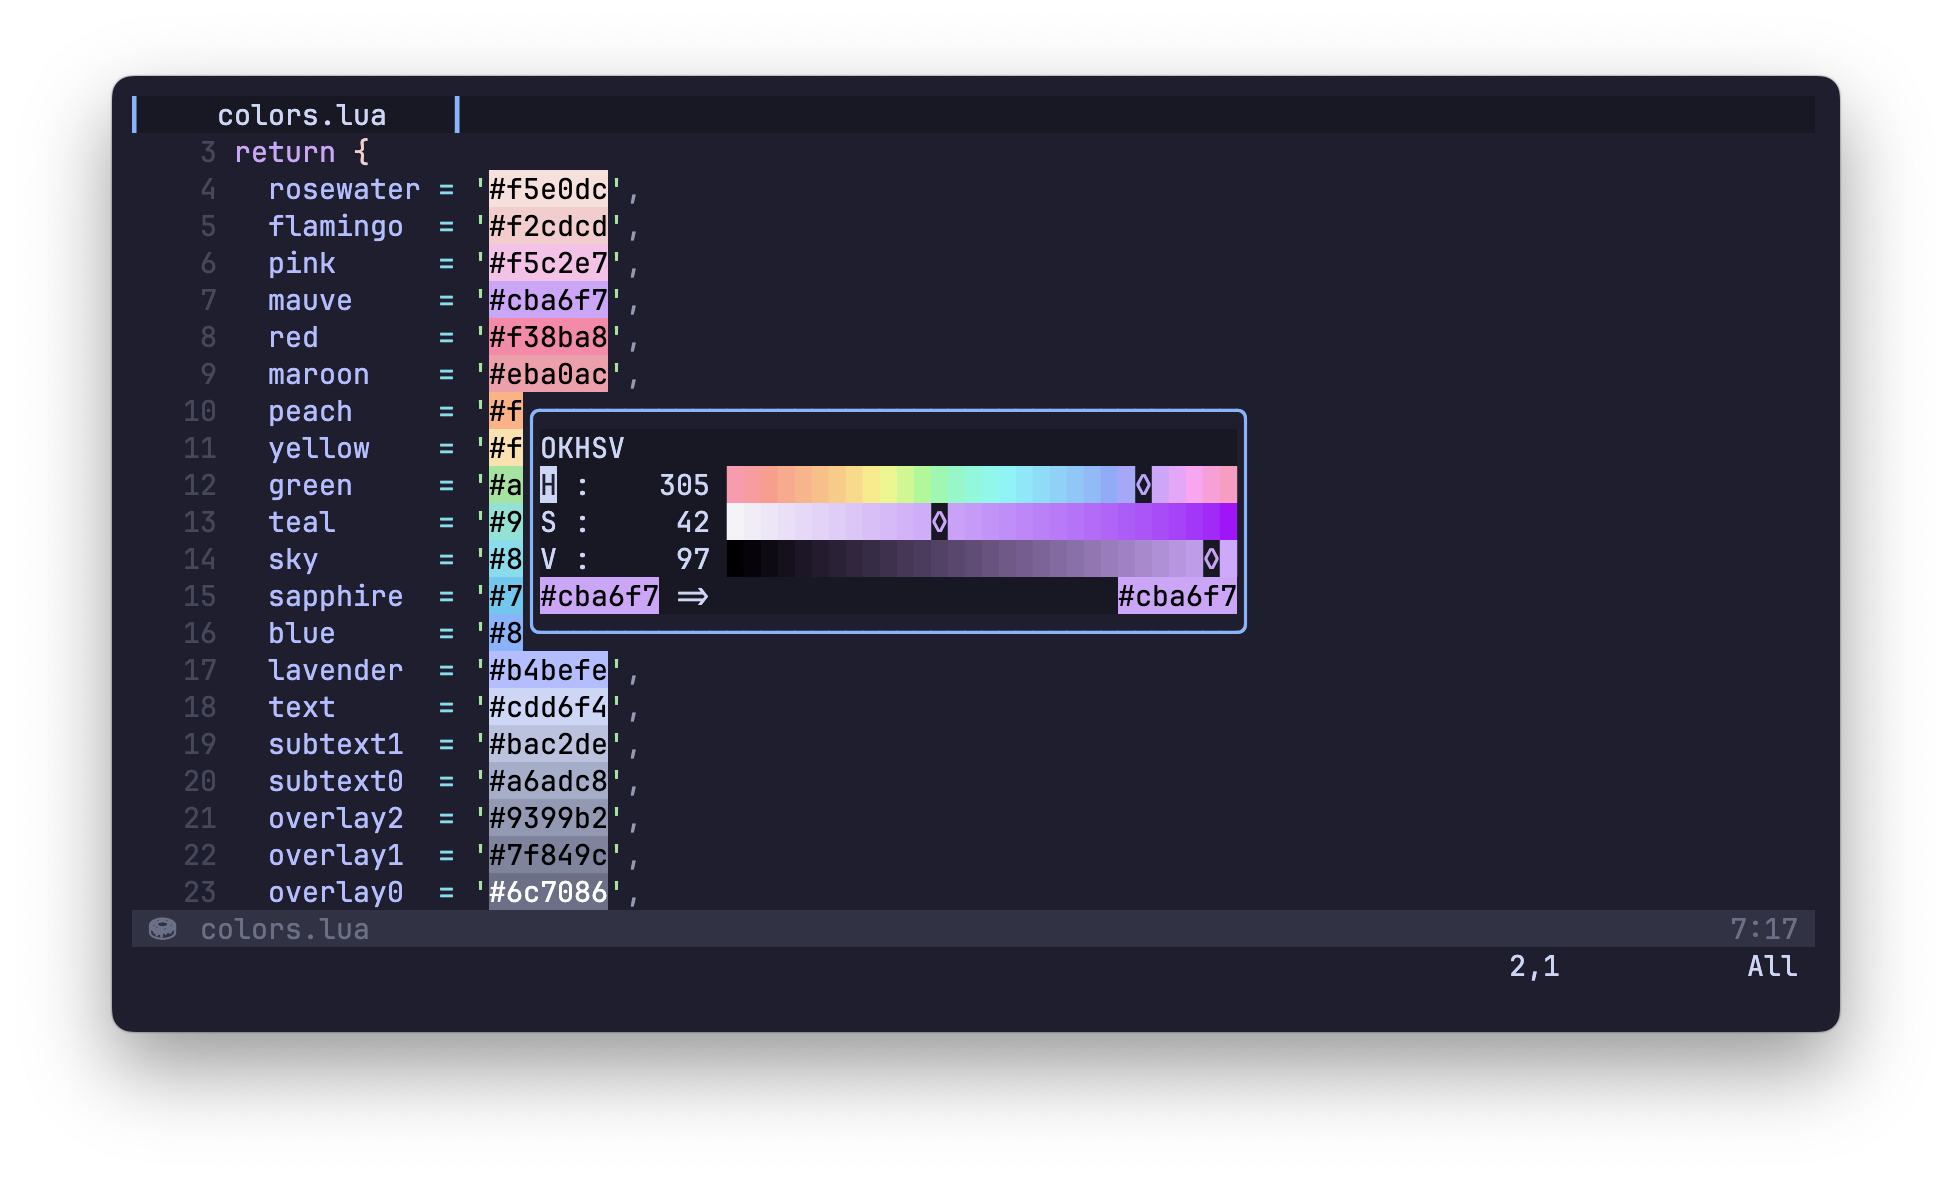 colors.lua
3 return {
4 rosewater = '#f5e0dc',
5 flamingo = '#f2cdcd',
6 pink = '#f5c2e7',
7 mauve = '#cba6f7',
8 red = '#f38ba8',
9 maroon = '#eba0ac',
10 peach = '#f
11 yellow = '#f
12 green = '#a
13 teal = '#9
14 sky = '#8
15 sapphire = '#7
16 blue = '#8
OKHSV
H : 305
S : 42
V : 97
#cba6f7 => #cba6f7
17 lavender = '#b4befe',
18 text = '#cdd6f4',
19 subtext1 = '#bac2de',
20 subtext0 = '#a6adc8',
21 overlay2 = '#9399b2',
22 overlay1 = '#7f849c',
23 overlay0 = '#6c7086',
colors.lua 7:17
2,1 All